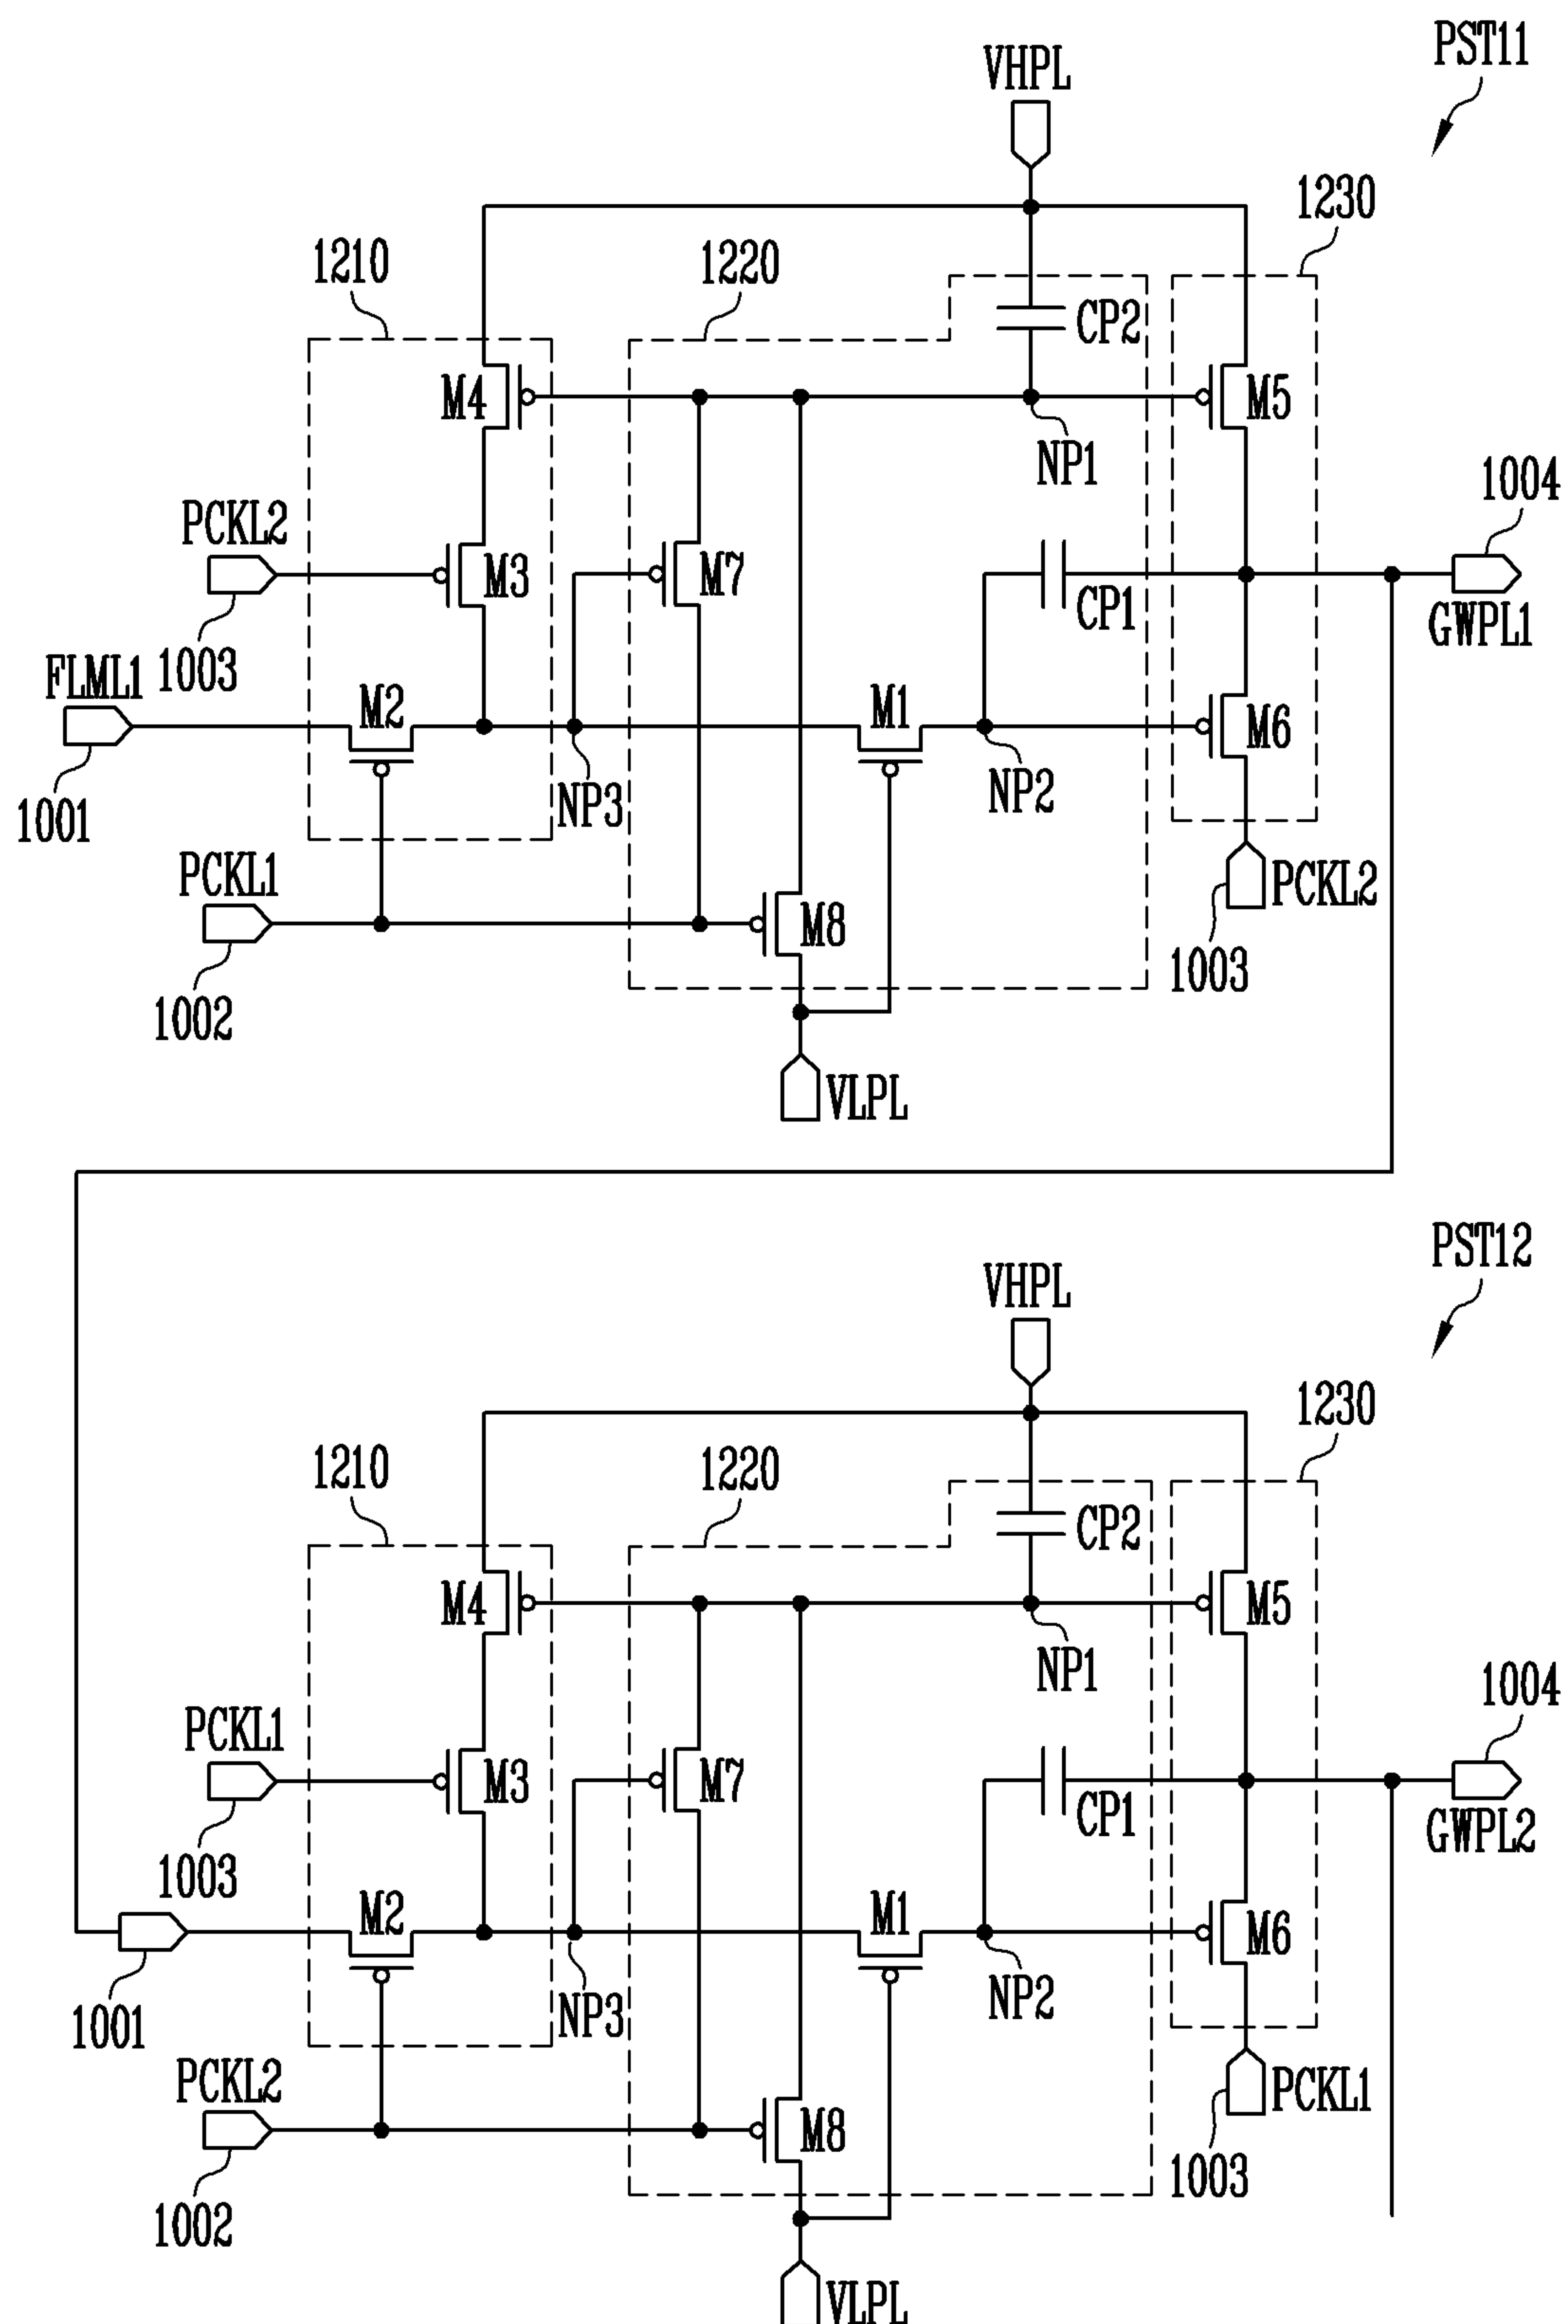 PST11
VHPL
1230
1210
1220
CP2
M4
M5
NP1
1004
PCKL2
M3
M7
CP1
GWPL1
1003
FLML1
M2
M1
M6
NP3
NP2
1001
PCKL1
PCKL2
M8
1003
1002
VLPL
PST12
VHPL
1230
1210
1220
CP2
M4
M5
NP1
1004
PCKL1
M3
M7
CP1
GWPL2
1003
M2
M1
M6
NP3
NP2
1001
PCKL2
PCKL1
M8
1003
1002
VLPL